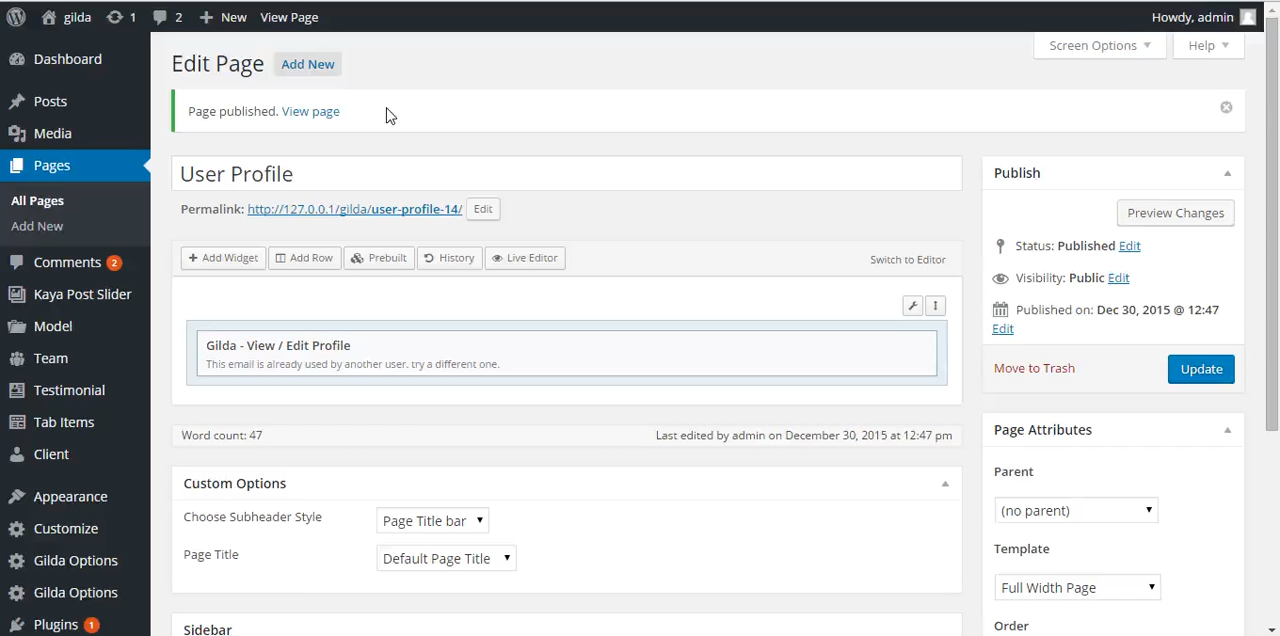 gilda 1 2 New View Page Howdy, admin
Screen Options Help
Dashboard
Posts
Media
Pages
All Pages
Add New
Comments 2
Kaya Post Slider
Model
Team
Testimonial
Tab Items
Client
Appearance
Customize
Gilda Options
Gilda Options
Plugins 1
Edit Page Add New
Page published. View page
User Profile
Permalink: http://127.0.0.1/gilda/user-profile-14/ Edit
Add Widget Add Row Prebuilt History Live Editor Switch to Editor
Gilda - View / Edit Profile
This email is already used by another user. try a different one.
Word count: 47 Last edited by admin on December 30, 2015 at 12:47 pm
Custom Options
Choose Subheader Style Page Title bar
Page Title Default Page Title
Sidebar
Publish
Preview Changes
Status: Published Edit
Visibility: Public Edit
Published on: Dec 30, 2015 @ 12:47
Edit
Move to Trash Update
Page Attributes
Parent
(no parent)
Template
Full Width Page
Order